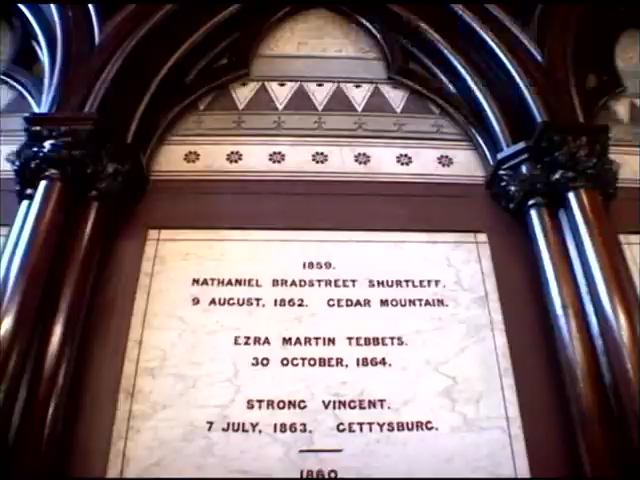 1859.
NATHANIEL BRADSTREET SHURTLEFF.
9 AUGUST, 1862. CEDAR MOUNTAIN.
EZRA MARTIN TEBBETS.
30 OCTOBER, 1864.
STRONG VINCENT.
7 JULY, 1863. GETTYSBURG.
1860.